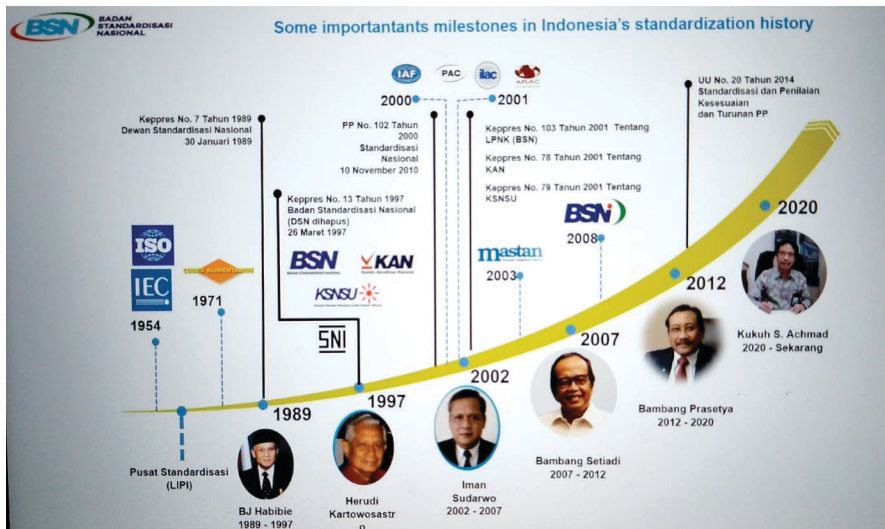 BSN
BADAN
STANDARDISASI
NASIONAL
Some importantants milestones in Indonesia's standardization history
IAF
PAC
ilac
APLAC
2000
2001
Keppres No. 7 Tahun 1989
Dewan Standardisasi Nasional
30 Januari 1989
PP No. 102 Tahun
2000
Standardisasi
Nasional
10 November 2010
Keppres No. 103 Tahun 2001 Tentang
LPNK (BSN)
Keppres No. 78 Tahun 2001 Tentang
KAN
Keppres No. 79 Tanun 2001 Tentang
KSNSU
UU No. 20 Tahun 2014
Standardisasi dan Penilaian
Kesesuaian
dan Turunan PP
Keppres No. 13 Tahun 1997
Badan Standardisasi Nasional
(DSN dihapus)
26 Maret 1997
ISO
IEC
1954
CODEX ALIMENTARIUS
1971
BSN
KAN
KSNSU
SNI
mastan
2003
BSN
2008
1989
1997
2002
2007
2012
2020
Pusat Standardisasi
(LIPI)
BJ Habibie
1989 - 1997
Herudi
Kartowosastr
o
Iman
Sudarwo
2002 - 2007
Bambang Setiadi
2007 - 2012
Bambang Prasetya
2012 - 2020
Kukuh S. Achmad
2020 - Sekarang